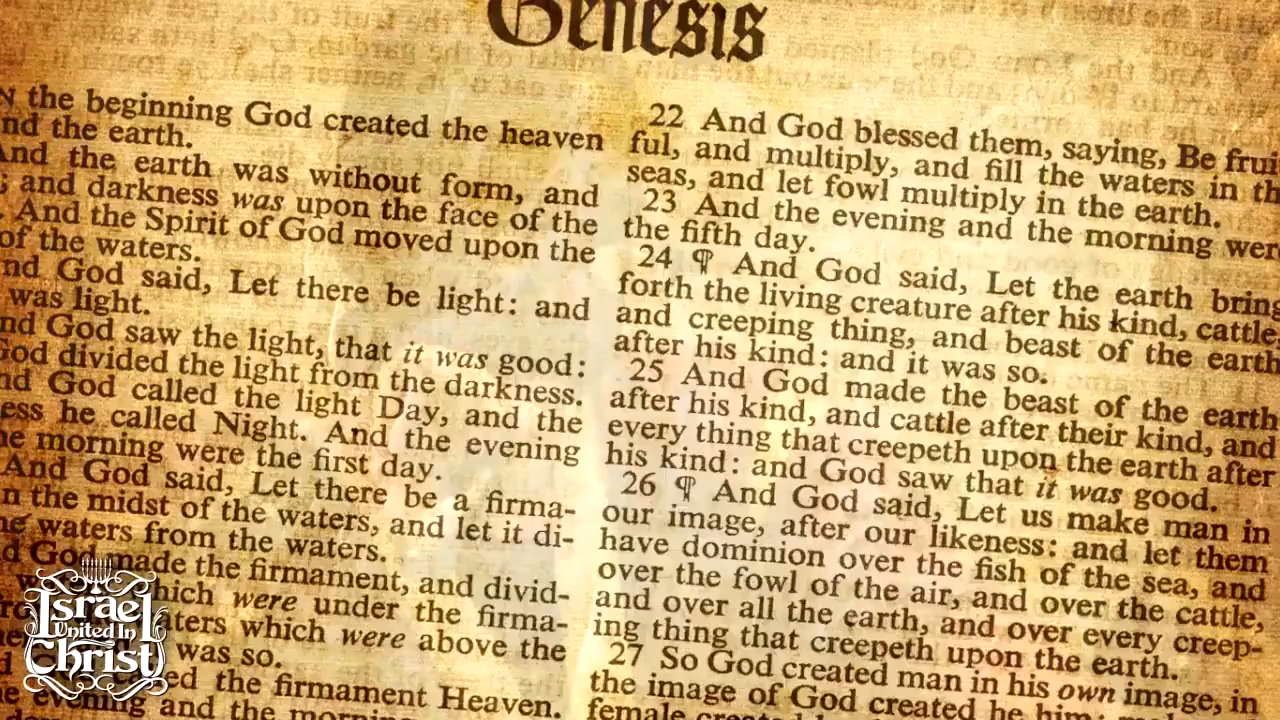 Genesis
the beginning God created the heaven
and the earth.
And the earth was without form, and
and darkness was upon the face of the
And the Spirit of God moved upon the
of the waters.
God said, Let there be light: and
was light.
God saw the light, that it was good:
God divided the light from the darkness.
God called the light Day, and the
he called Night. And the evening
morning were the first day.
And God said, Let there be a firma-
in the midst of the waters, and let it di-
waters from the waters.
God made the firmament, and divid-
which were under the firma-
waters which were above the
was so.
called the firmament Heaven.
evening and the morning
22 And God blessed them, saying, Be fruit
ful, and multiply, and fill the waters in th
seas, and let fowl multiply in the earth.
23 And the evening and the morning wer
the fifth day.
24 ¶ And God said, Let the earth bring
forth the living creature after his kind, cattle,
and creeping thing, and beast of the earth
after his kind: and it was so.
25 And God made the beast of the earth
after his kind, and cattle after their kind, and
every thing that creepeth upon the earth after
his kind: and God saw that it was good.
26 ¶ And God said, Let us make man in
our image, after our likeness: and let them
have dominion over the fish of the sea, and
over the fowl of the air, and over the cattle,
and over all the earth, and over every creep-
ing thing that creepeth upon the earth.
27 So God created man in his own image, in
the image of God created he him;
female created
Israel
United In
Christ